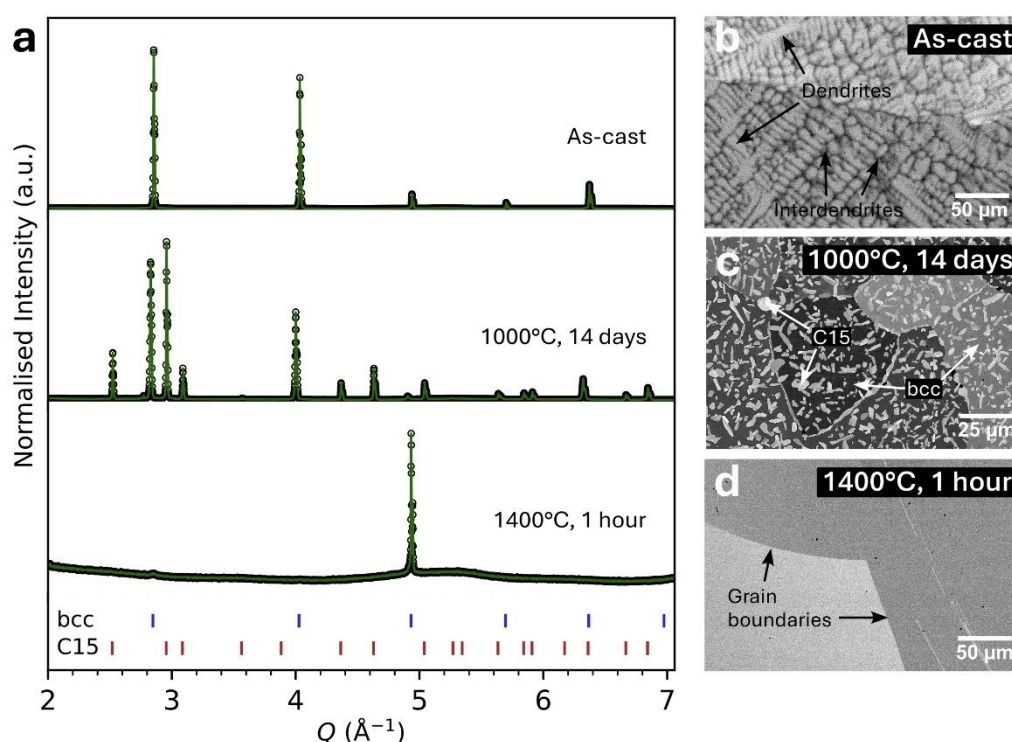 a
Normalised Intensity (a.u.)
As-cast
1000°C, 14 days
1400°C, 1 hour
bcc
C15
2 3 4 5 6 7
Q (Å⁻¹)
b
As-cast
Dendrites
Interdendrites
50 μm
c
1000°C, 14 days
C15
bcc
25 μm
d
1400°C, 1 hour
Grain
boundaries
50 μm